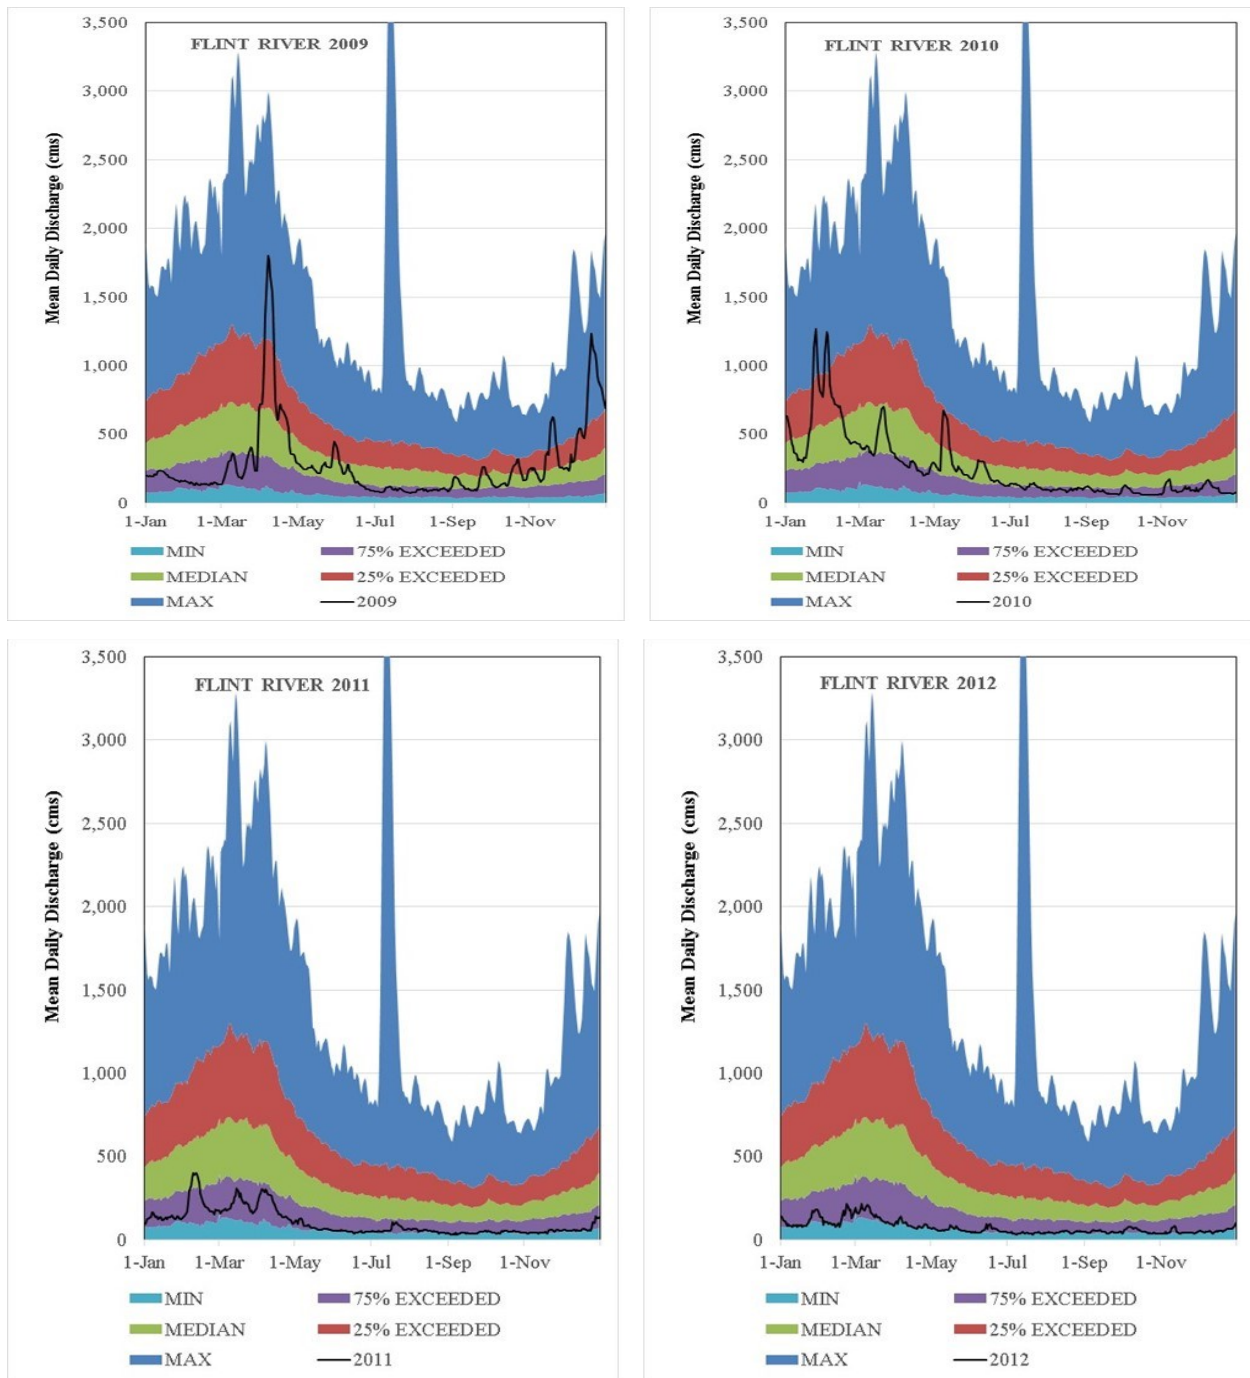 FLINT RIVER 2009
Mean Daily Discharge (cms)
3,500
3,000
2,500
2,000
1,500
1,000
500
0
1-Jan 1-Mar 1-May 1-Jul 1-Sep 1-Nov
MIN 75% EXCEEDED
MEDIAN 25% EXCEEDED
MAX 2009
FLINT RIVER 2010
Mean Daily Discharge (cms)
3,500
3,000
2,500
2,000
1,500
1,000
500
0
1-Jan 1-Mar 1-May 1-Jul 1-Sep 1-Nov
MIN 75% EXCEEDED
MEDIAN 25% EXCEEDED
MAX 2010
FLINT RIVER 2011
Mean Daily Discharge (cms)
3,500
3,000
2,500
2,000
1,500
1,000
500
0
1-Jan 1-Mar 1-May 1-Jul 1-Sep 1-Nov
MIN 75% EXCEEDED
MEDIAN 25% EXCEEDED
MAX 2011
FLINT RIVER 2012
Mean Daily Discharge (cms)
3,500
3,000
2,500
2,000
1,500
1,000
500
0
1-Jan 1-Mar 1-May 1-Jul 1-Sep 1-Nov
MIN 75% EXCEEDED
MEDIAN 25% EXCEEDED
MAX 2012